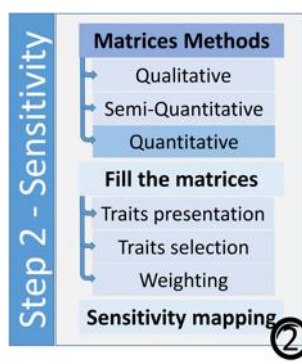 Step 2 - Sensitivity
Matrices Methods
Qualitative
Semi-Quantitative
Quantitative
Fill the matrices
Traits presentation
Traits selection
Weighting
Sensitivity mapping
2